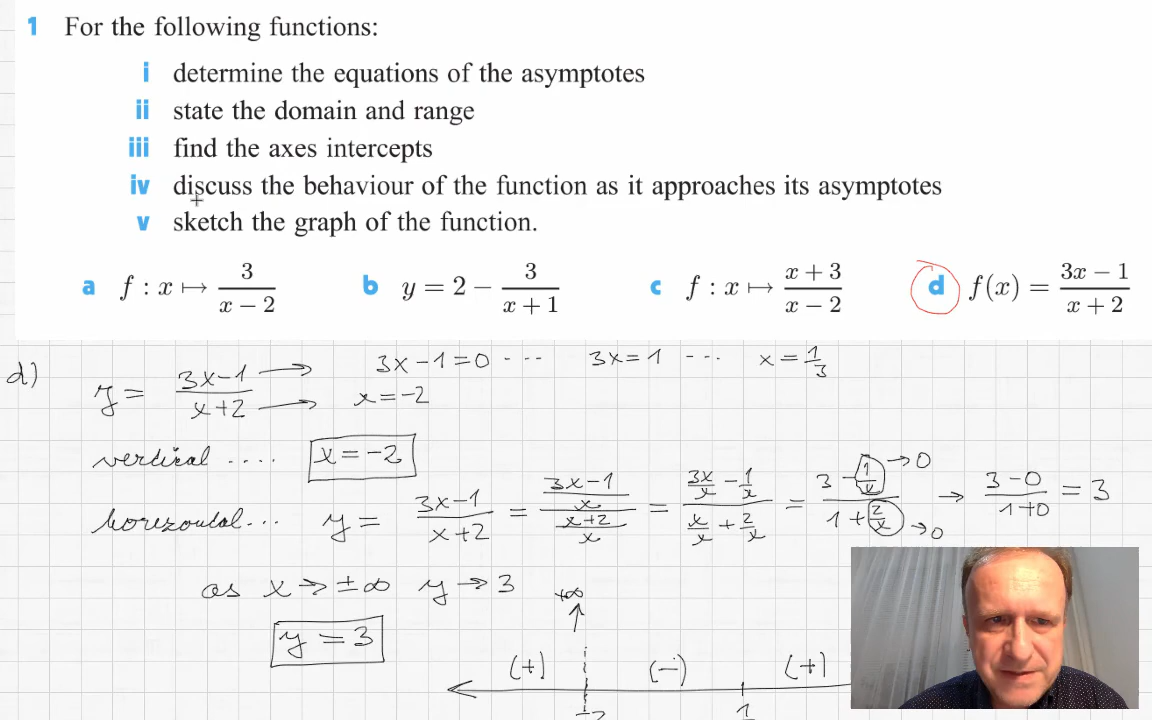 1 For the following functions:
i determine the equations of the asymptotes
ii state the domain and range
iii find the axes intercepts
iv discuss the behaviour of the function as it approaches its asymptotes
v sketch the graph of the function.
a f : x ↦ 3/(x − 2) b y = 2 − 3/(x + 1) c f : x ↦ (x + 3)/(x − 2) d f(x) = (3x − 1)/(x + 2)
d) y = (3x-1)/(x+2) → 3x-1=0 ... 3x=1 ... x = 1/3
→ x=-2
vertical .... x = -2
horizontal... y = (3x-1)/(x+2) = ((3x-1)/x)/((x+2)/x) = (3x/x - 1/x)/(x/x + 2/x) = (3 - 1/x)/(1 + 2/x) →0 →0 → (3-0)/(1+0) = 3
as x → ±∞ y → 3
+∞
y = 3
(+) (-) (+)
-2 1